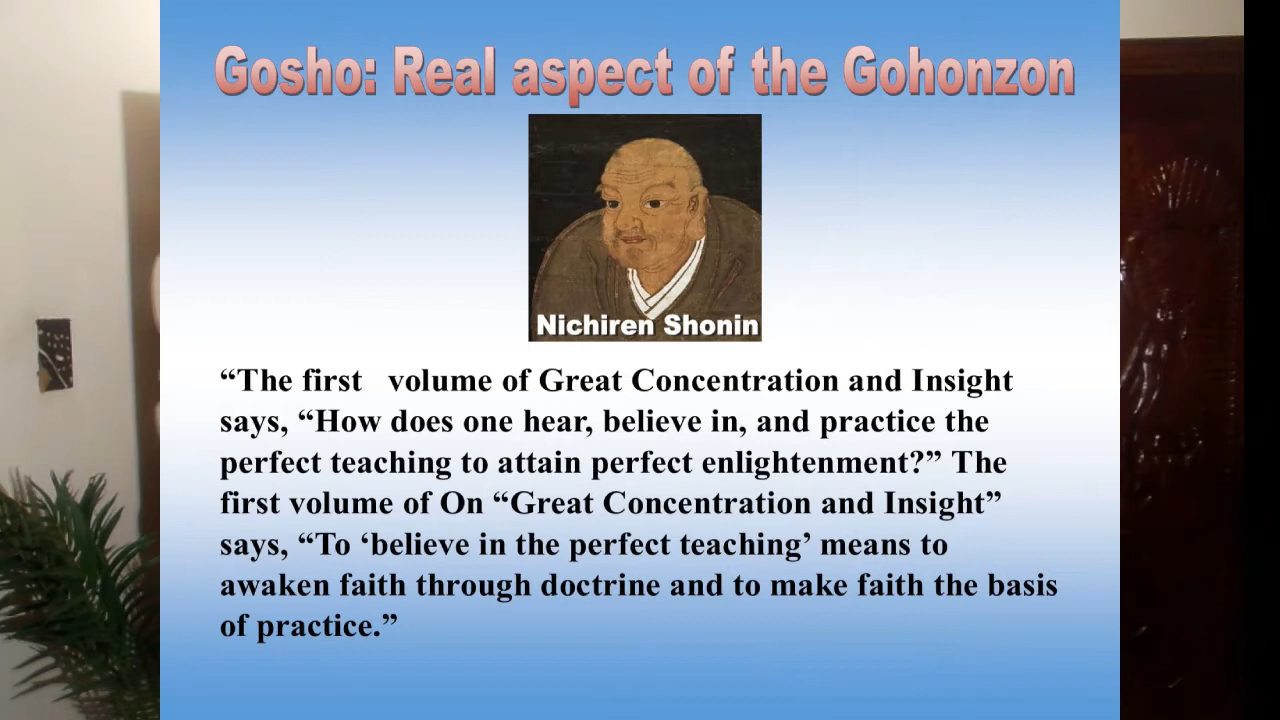 Gosho: Real aspect of the Gohonzon
Nichiren Shonin
“The first volume of Great Concentration and Insight
says, “How does one hear, believe in, and practice the
perfect teaching to attain perfect enlightenment?” The
first volume of On “Great Concentration and Insight”
says, “To ‘believe in the perfect teaching’ means to
awaken faith through doctrine and to make faith the basis
of practice.”